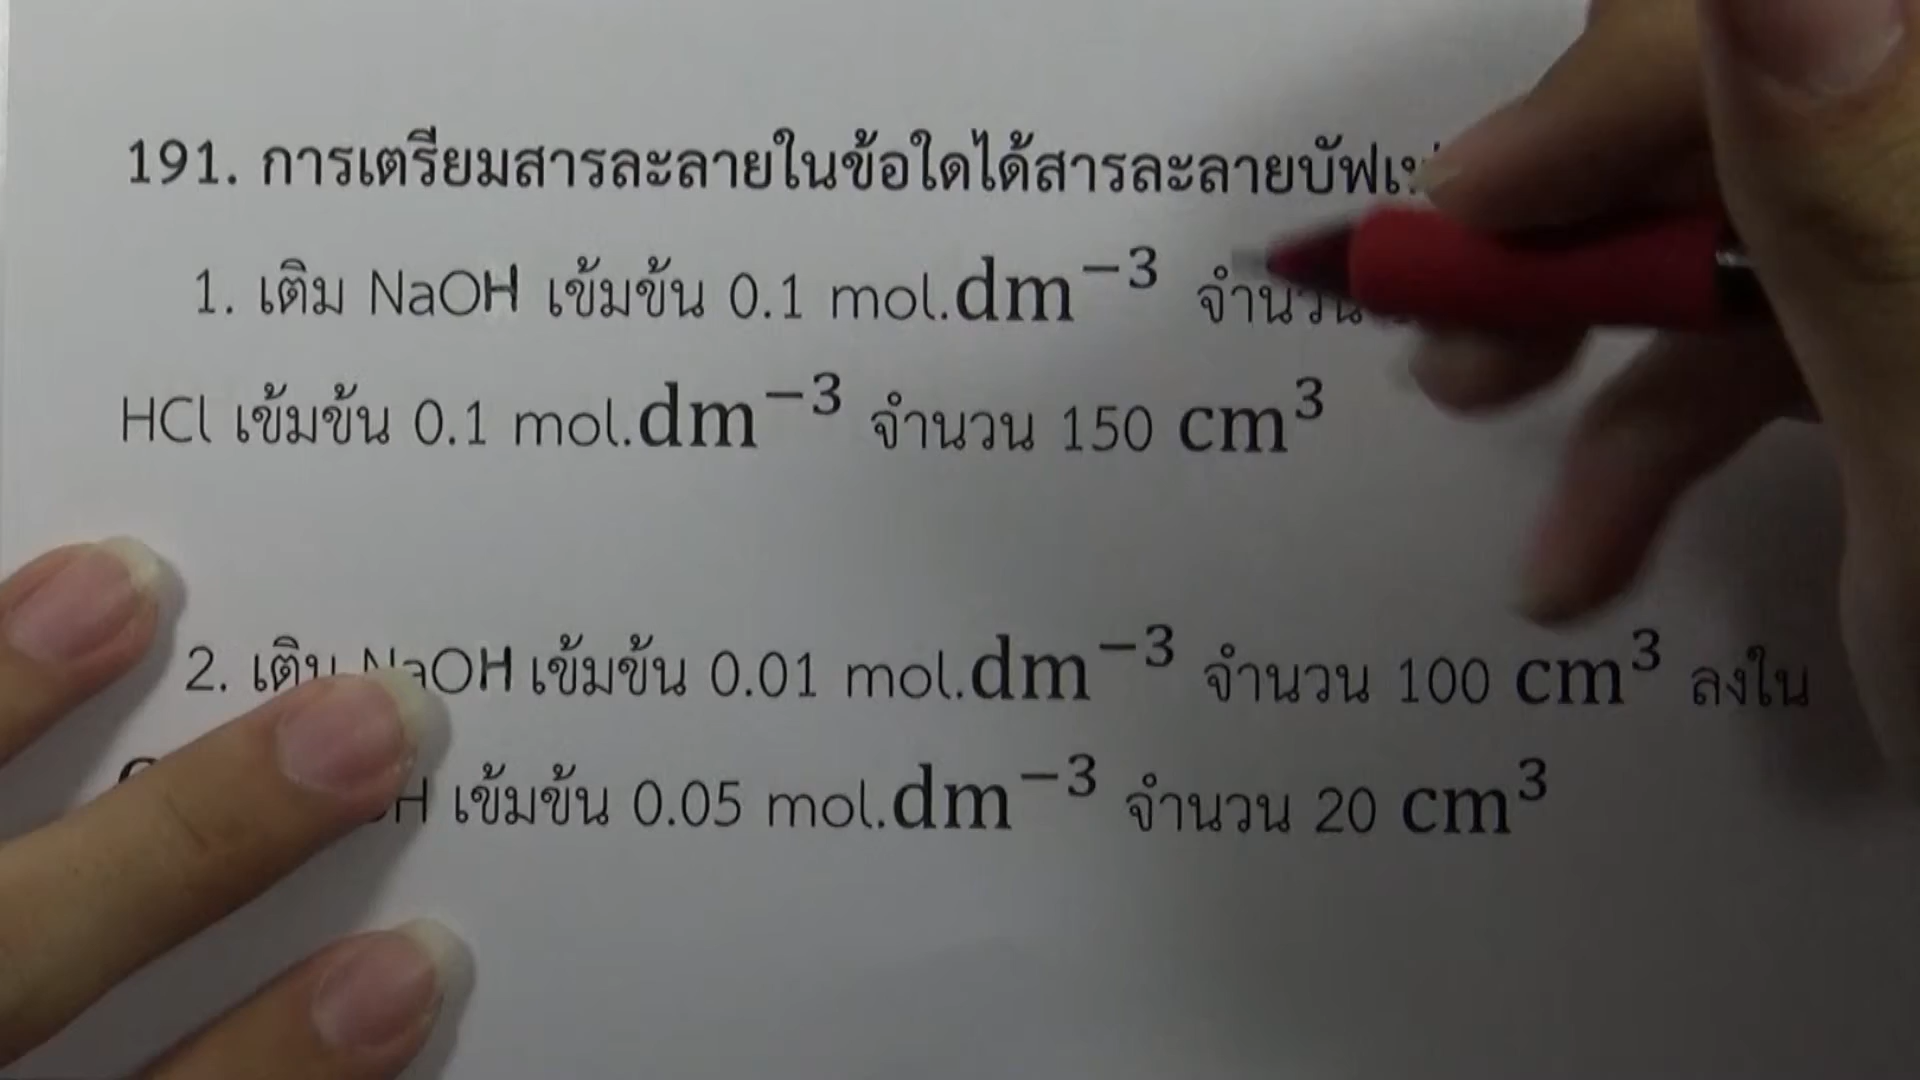 191. การเตรียมสารละลายในข้อใดได้สารละลาย
1. เติม NaOH เข้มข้น 0.1 mol.dm⁻³ จำนวน
HCl เข้มข้น 0.1 mol.dm⁻³ จำนวน 150 cm³
2. เติม NaOH เข้มข้น 0.01 mol.dm⁻³ จำนวน 100 cm³ ลงใน
เข้มข้น 0.05 mol.dm⁻³ จำนวน 20 cm³